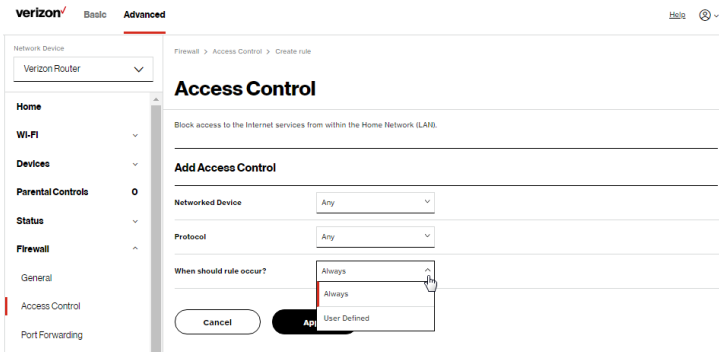 verizon
Basic
Advanced
Help
Network Device
Verizon Router
Firewall > Access Control > Create rule
Home
Wi-Fi
Devices
Parental Controls 0
Status
Firewall
General
Access Control
Port Forwarding
Access Control
Block access to the Internet services from within the Home Network (LAN).
Add Access Control
Networked Device
Any
Protocol
Any
When should rule occur?
Always
Always
User Defined
Cancel